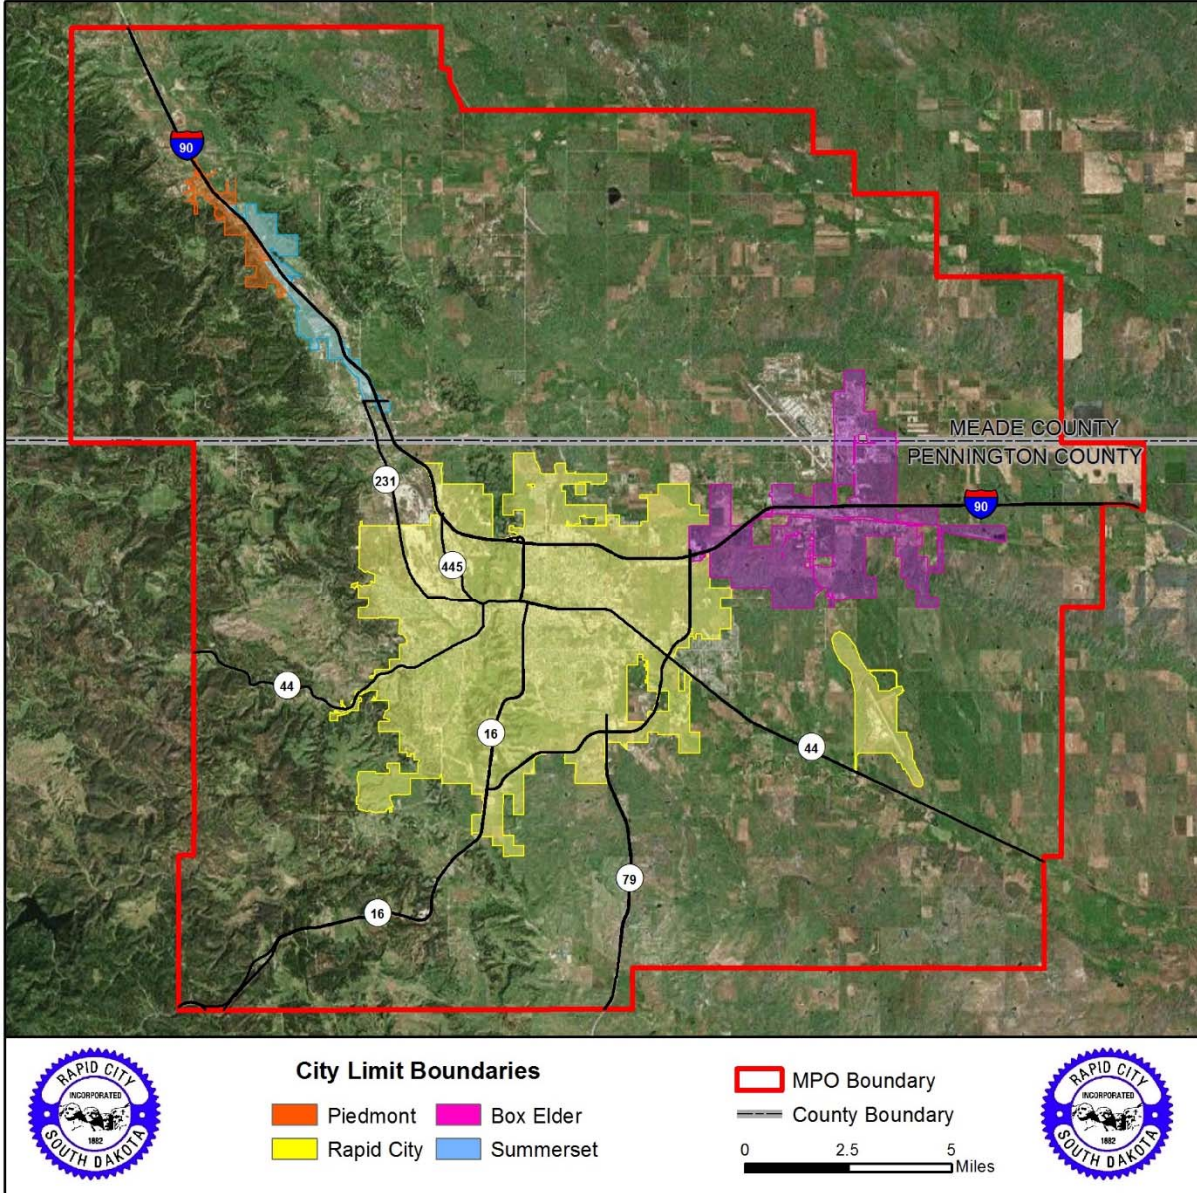 90
MEADE COUNTY
PENNINGTON COUNTY
231
90
445
44
16
44
79
16
RAPID CITY
INCORPORATED
1882
SOUTH DAKOTA
City Limit Boundaries
Piedmont
Box Elder
Rapid City
Summerset
MPO Boundary
County Boundary
0 2.5 5
Miles
RAPID CITY
INCORPORATED
1882
SOUTH DAKOTA